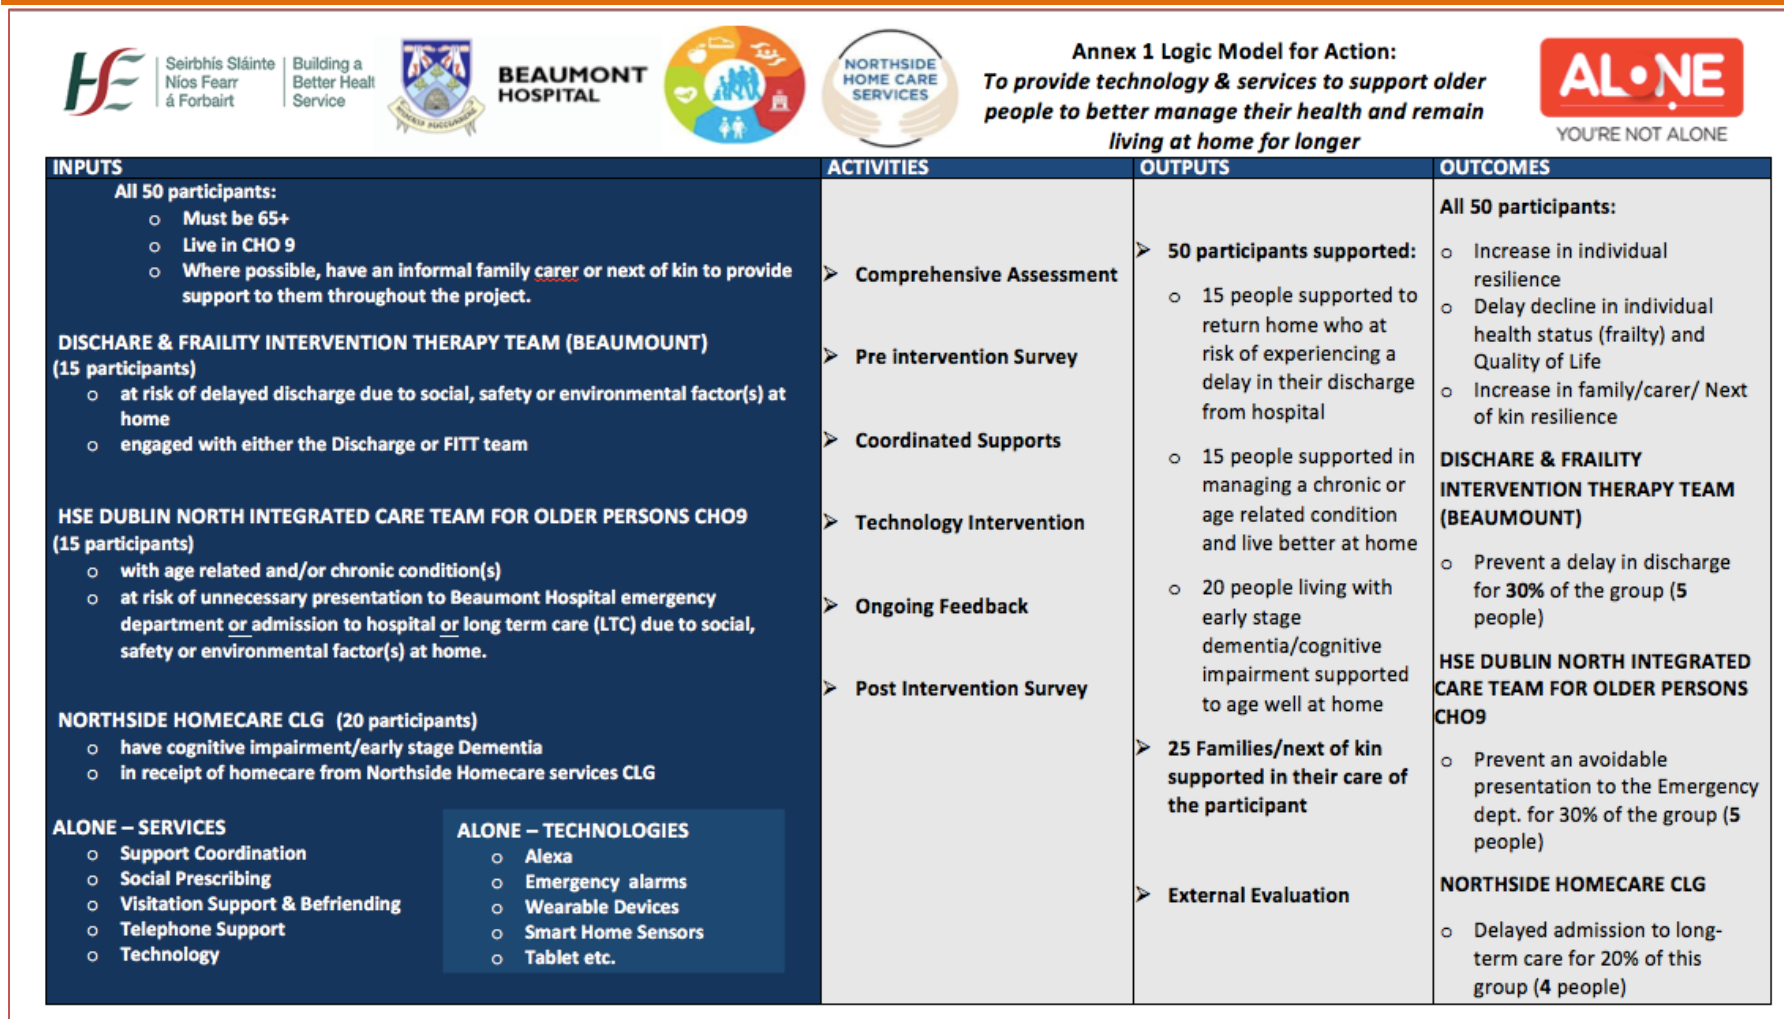 Seirbhís Sláinte
Níos Fearr
á Forbairt
Building a
Better Healt
Service
BEAUMONT
HOSPITAL
NORTHSIDE
HOME CARE
SERVICES
Annex 1 Logic Model for Action:
To provide technology & services to support older
people to better manage their health and remain
living at home for longer
ALONE
YOU'RE NOT ALONE
INPUTS
All 50 participants:
o Must be 65+
o Live in CHO 9
o Where possible, have an informal family carer or next of kin to provide
support to them throughout the project.
DISCHARE & FRAILITY INTERVENTION THERAPY TEAM (BEAUMOUNT)
(15 participants)
o at risk of delayed discharge due to social, safety or environmental factor(s) at
home
o engaged with either the Discharge or FITT team
HSE DUBLIN NORTH INTEGRATED CARE TEAM FOR OLDER PERSONS CHO9
(15 participants)
o with age related and/or chronic condition(s)
o at risk of unnecessary presentation to Beaumont Hospital emergency
department or admission to hospital or long term care (LTC) due to social,
safety or environmental factor(s) at home.
NORTHSIDE HOMECARE CLG (20 participants)
o have cognitive impairment/early stage Dementia
o in receipt of homecare from Northside Homecare services CLG
ALONE – SERVICES
o Support Coordination
o Social Prescribing
o Visitation Support & Befriending
o Telephone Support
o Technology
ALONE – TECHNOLOGIES
o Alexa
o Emergency alarms
o Wearable Devices
o Smart Home Sensors
o Tablet etc.
ACTIVITIES
➢ Comprehensive Assessment
➢ Pre intervention Survey
➢ Coordinated Supports
➢ Technology Intervention
➢ Ongoing Feedback
➢ Post Intervention Survey
OUTPUTS
➢ 50 participants supported:
o 15 people supported to
return home who at
risk of experiencing a
delay in their discharge
from hospital
o 15 people supported in
managing a chronic or
age related condition
and live better at home
o 20 people living with
early stage
dementia/cognitive
impairment supported
to age well at home
➢ 25 Families/next of kin
supported in their care of
the participant
➢ External Evaluation
OUTCOMES
All 50 participants:
o Increase in individual
resilience
o Delay decline in individual
health status (frailty) and
Quality of Life
o Increase in family/carer/ Next
of kin resilience
DISCHARE & FRAILITY
INTERVENTION THERAPY TEAM
(BEAUMOUNT)
o Prevent a delay in discharge
for 30% of the group (5
people)
HSE DUBLIN NORTH INTEGRATED
CARE TEAM FOR OLDER PERSONS
CHO9
o Prevent an avoidable
presentation to the Emergency
dept. for 30% of the group (5
people)
NORTHSIDE HOMECARE CLG
o Delayed admission to long-
term care for 20% of this
group (4 people)